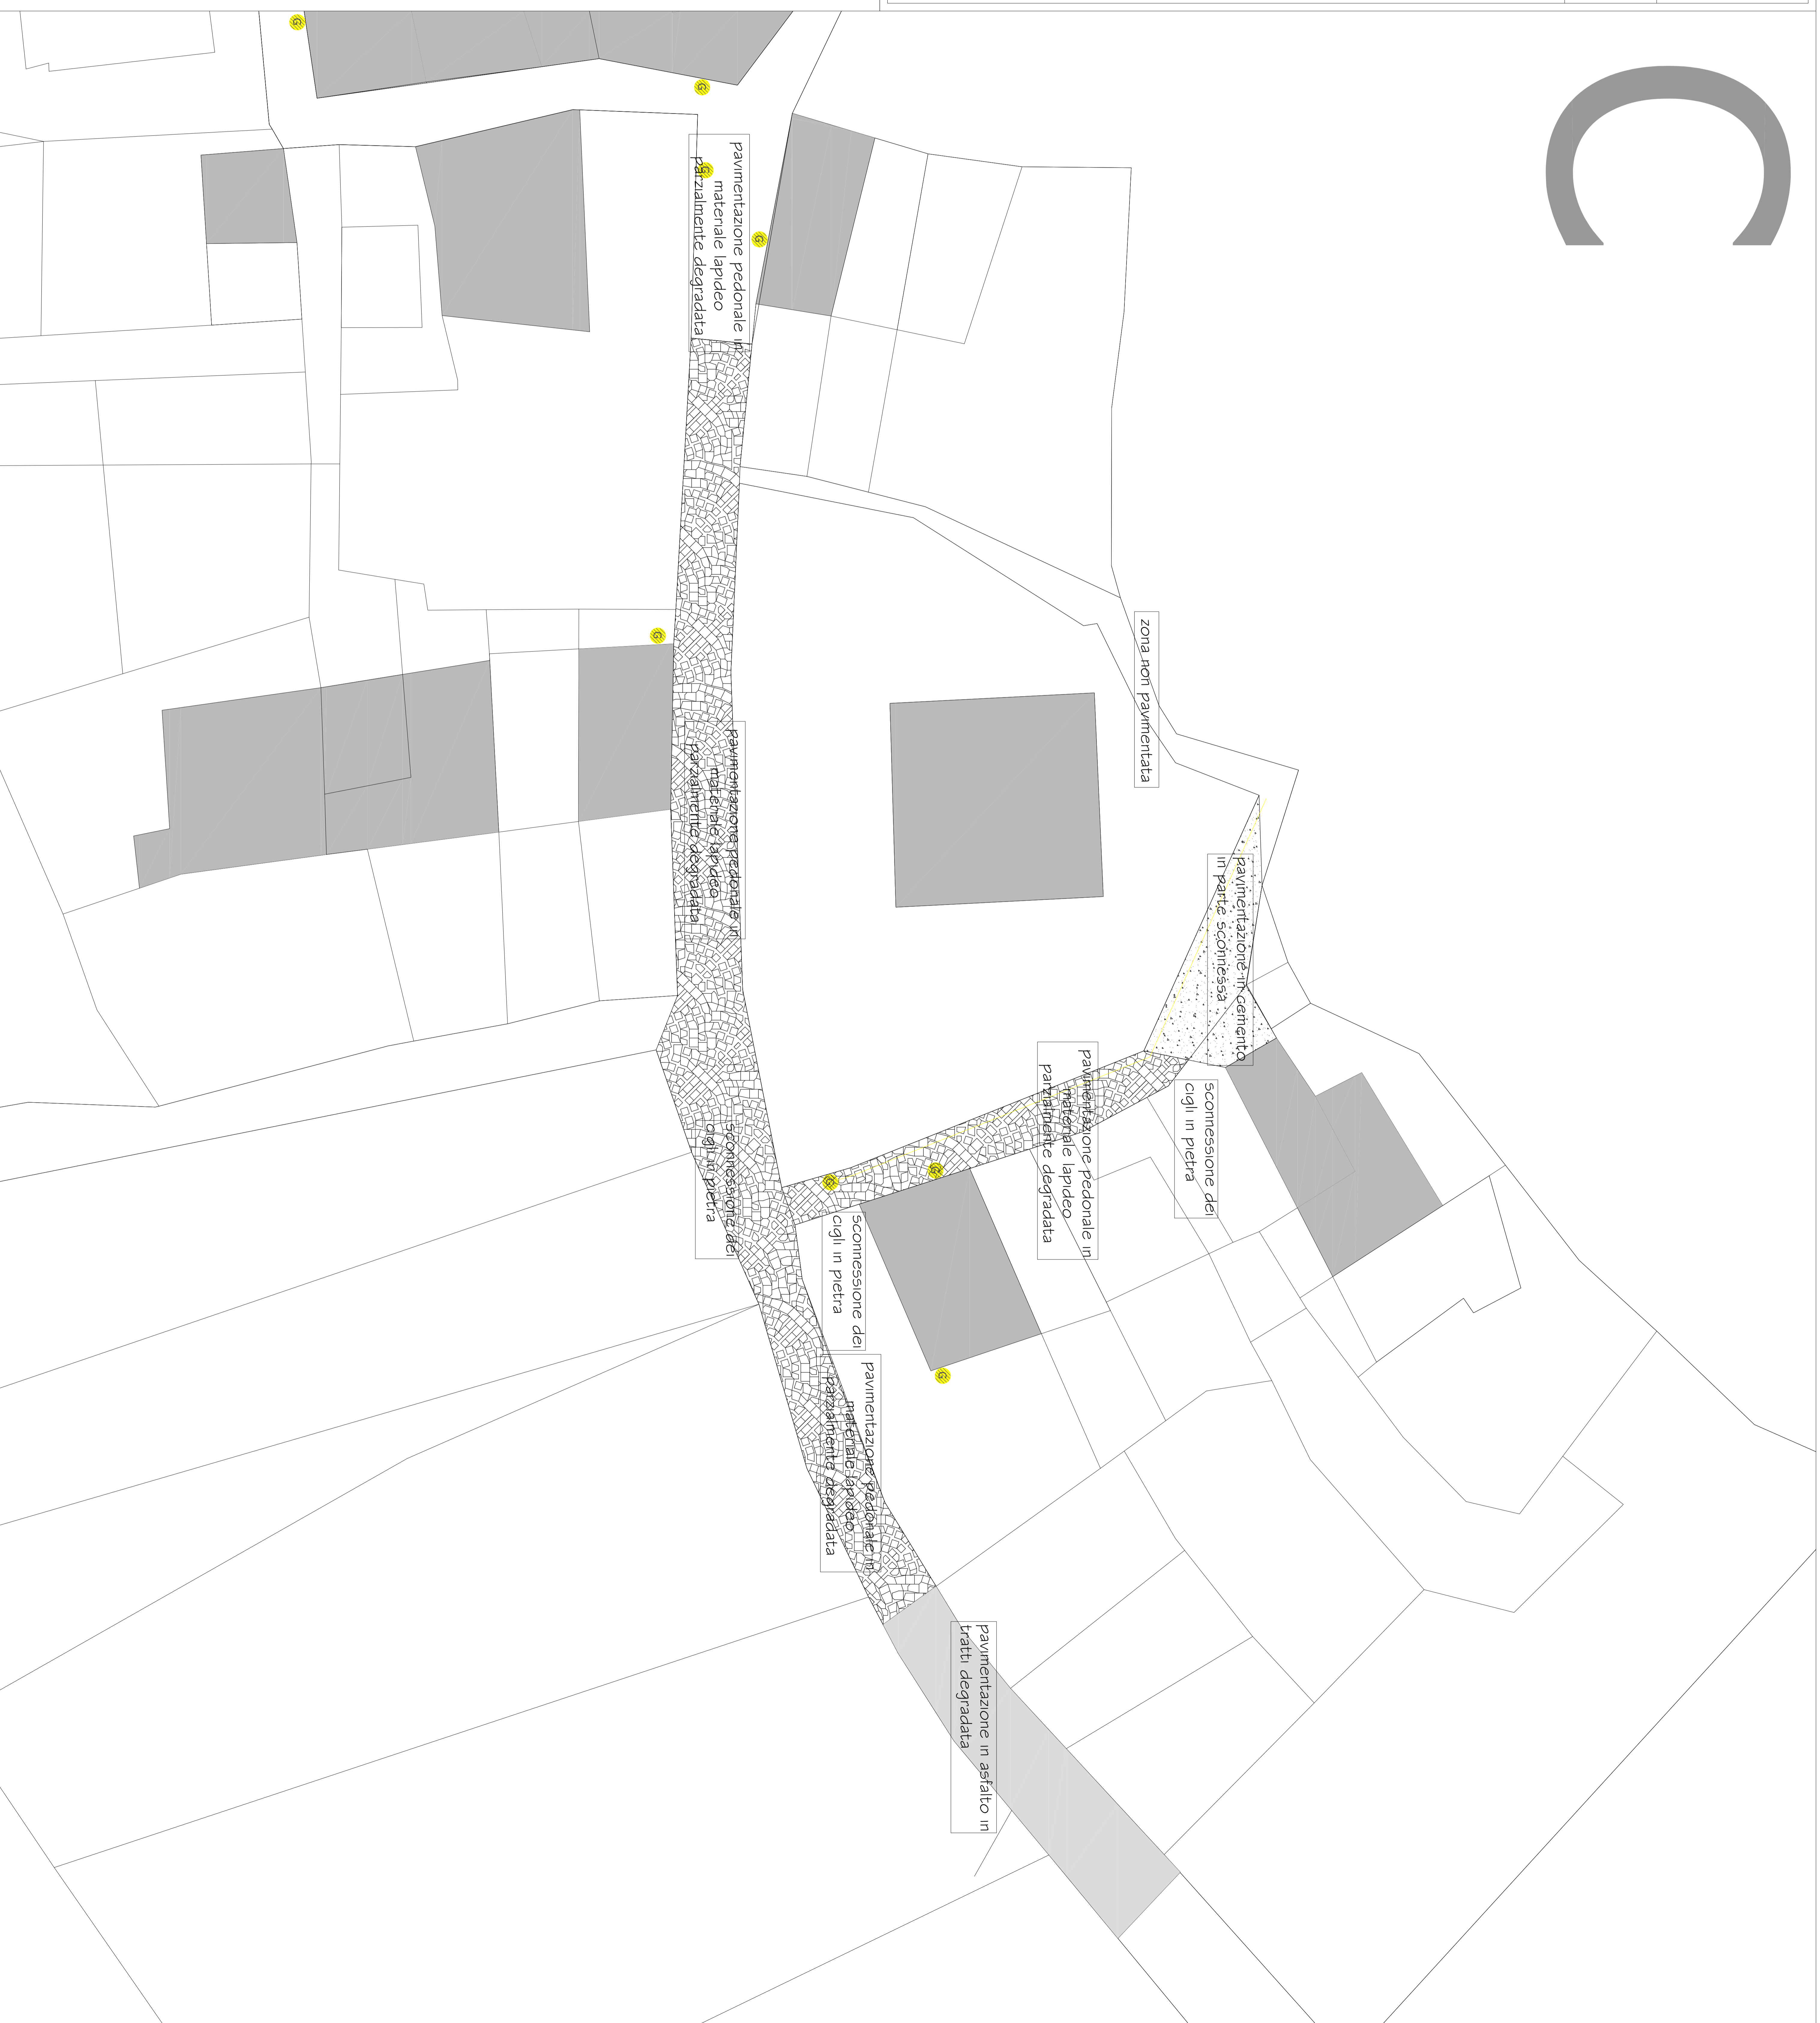 C
G
G
G
G
pavimentazione pedonale in
materiale lapideo
parzialmente degradata
zona non pavimentata
G
pavimentazione pedonale in
materiale lapideo
parzialmente degradata
pavimentazione in cemento
in parte sconnessa
pavimentazione pedonale in
materiale lapideo
parzialmente degradata
sconnessione dei
cigli in pietra
sconnessione dei
cigli in pietra
G
G
sconnessione dei
cigli in pietra
G
pavimentazione pedonale in
materiale lapideo
parzialmente degradata
pavimentazione in asfalto in
tratti degradata